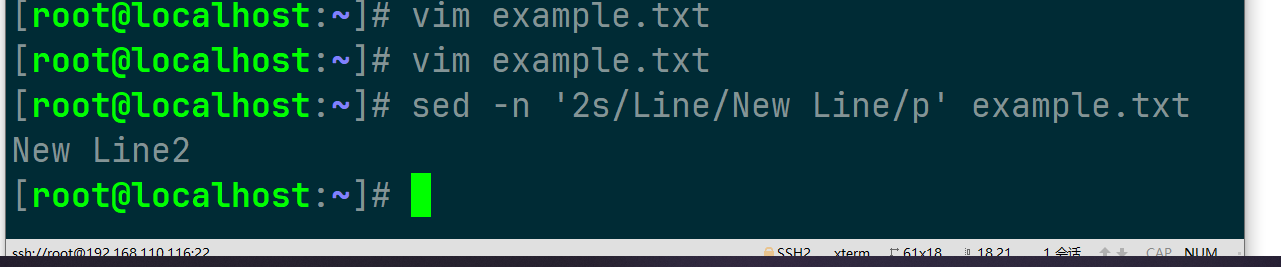 [root@localhost:~]# vim example.txt
[root@localhost:~]# vim example.txt
[root@localhost:~]# sed -n '2s/Line/New Line/p' example.txt
New Line2
[root@localhost:~]#
ssh://root@192.168.110.116:22 SSH2 xterm 61x18 18,21 1 会话 CAP NUM